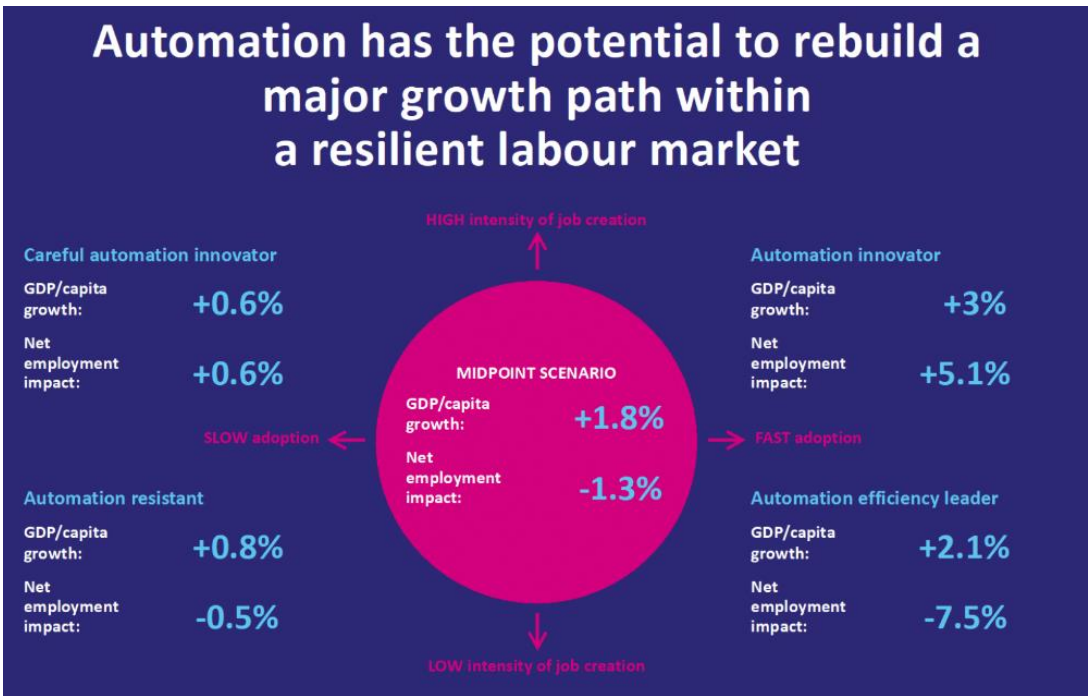 Automation has the potential to rebuild a
major growth path within
a resilient labour market
HIGH intensity of job creation
Careful automation innovator
GDP/capita
growth:
+0.6%
Net
employment
impact:
+0.6%
Automation innovator
GDP/capita
growth:
+3%
Net
employment
impact:
+5.1%
MIDPOINT SCENARIO
GDP/capita
growth:
+1.8%
Net
employment
impact:
-1.3%
SLOW adoption
FAST adoption
Automation resistant
GDP/capita
growth:
+0.8%
Net
employment
impact:
-0.5%
Automation efficiency leader
GDP/capita
growth:
+2.1%
Net
employment
impact:
-7.5%
LOW intensity of job creation